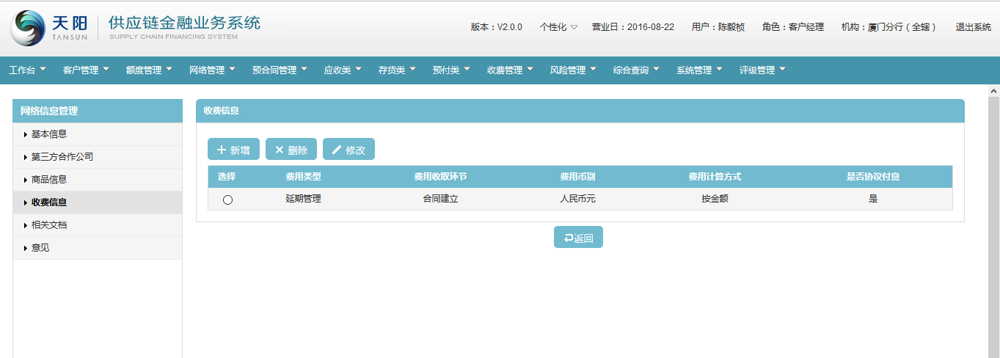 天阳
TANSUN
供应链金融业务系统
SUPPLY CHAIN FINANCING SYSTEM
版本：V2.0.0 个性化 营业日：2016-08-22 用户：陈毅桢 角色：客户经理 机构：厦门分行（全辖） 退出系统
工作台 客户管理 额度管理 网络管理 预合同管理 应收类 存货类 预付类 收费管理 风险管理 综合查询 系统管理 评级管理
网络信息管理
基本信息
第三方合作公司
商品信息
收费信息
相关文档
意见
收费信息
新增 删除 修改
选择 费用类型 费用收取环节 费用币别 费用计算方式 是否协议付息
延期管理 合同建立 人民币元 按金额 是
返回